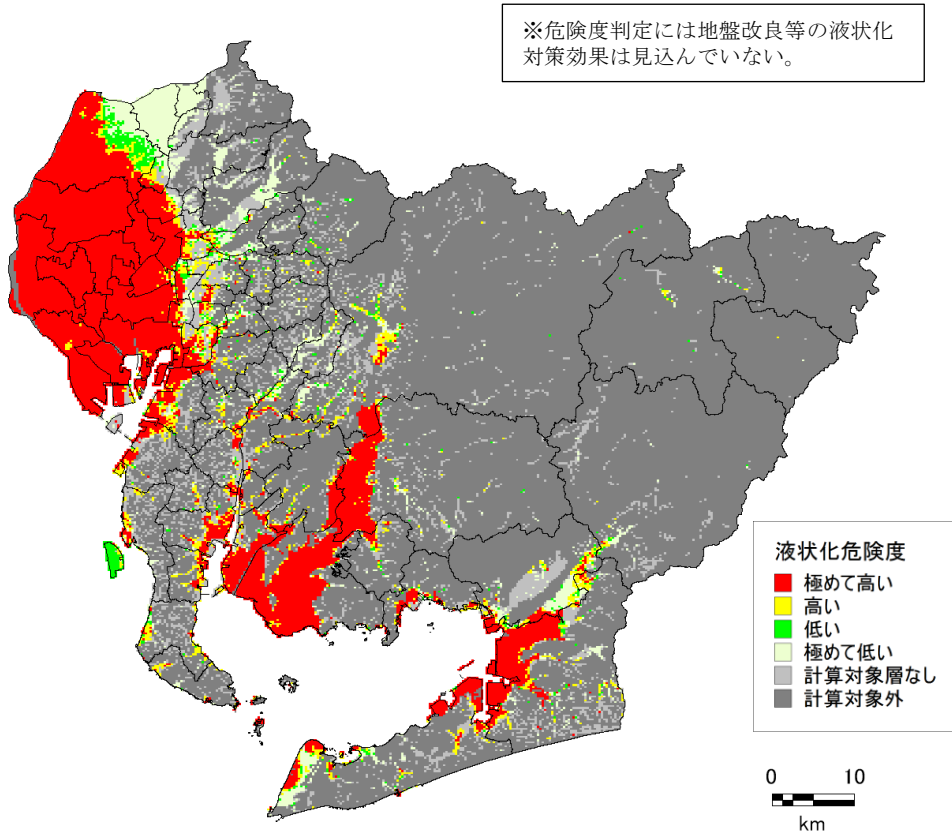 ※危険度判定には地盤改良等の液状化
対策効果は見込んでいない。
液状化危険度
極めて高い
高い
低い
極めて低い
計算対象層なし
計算対象外
0 10
km